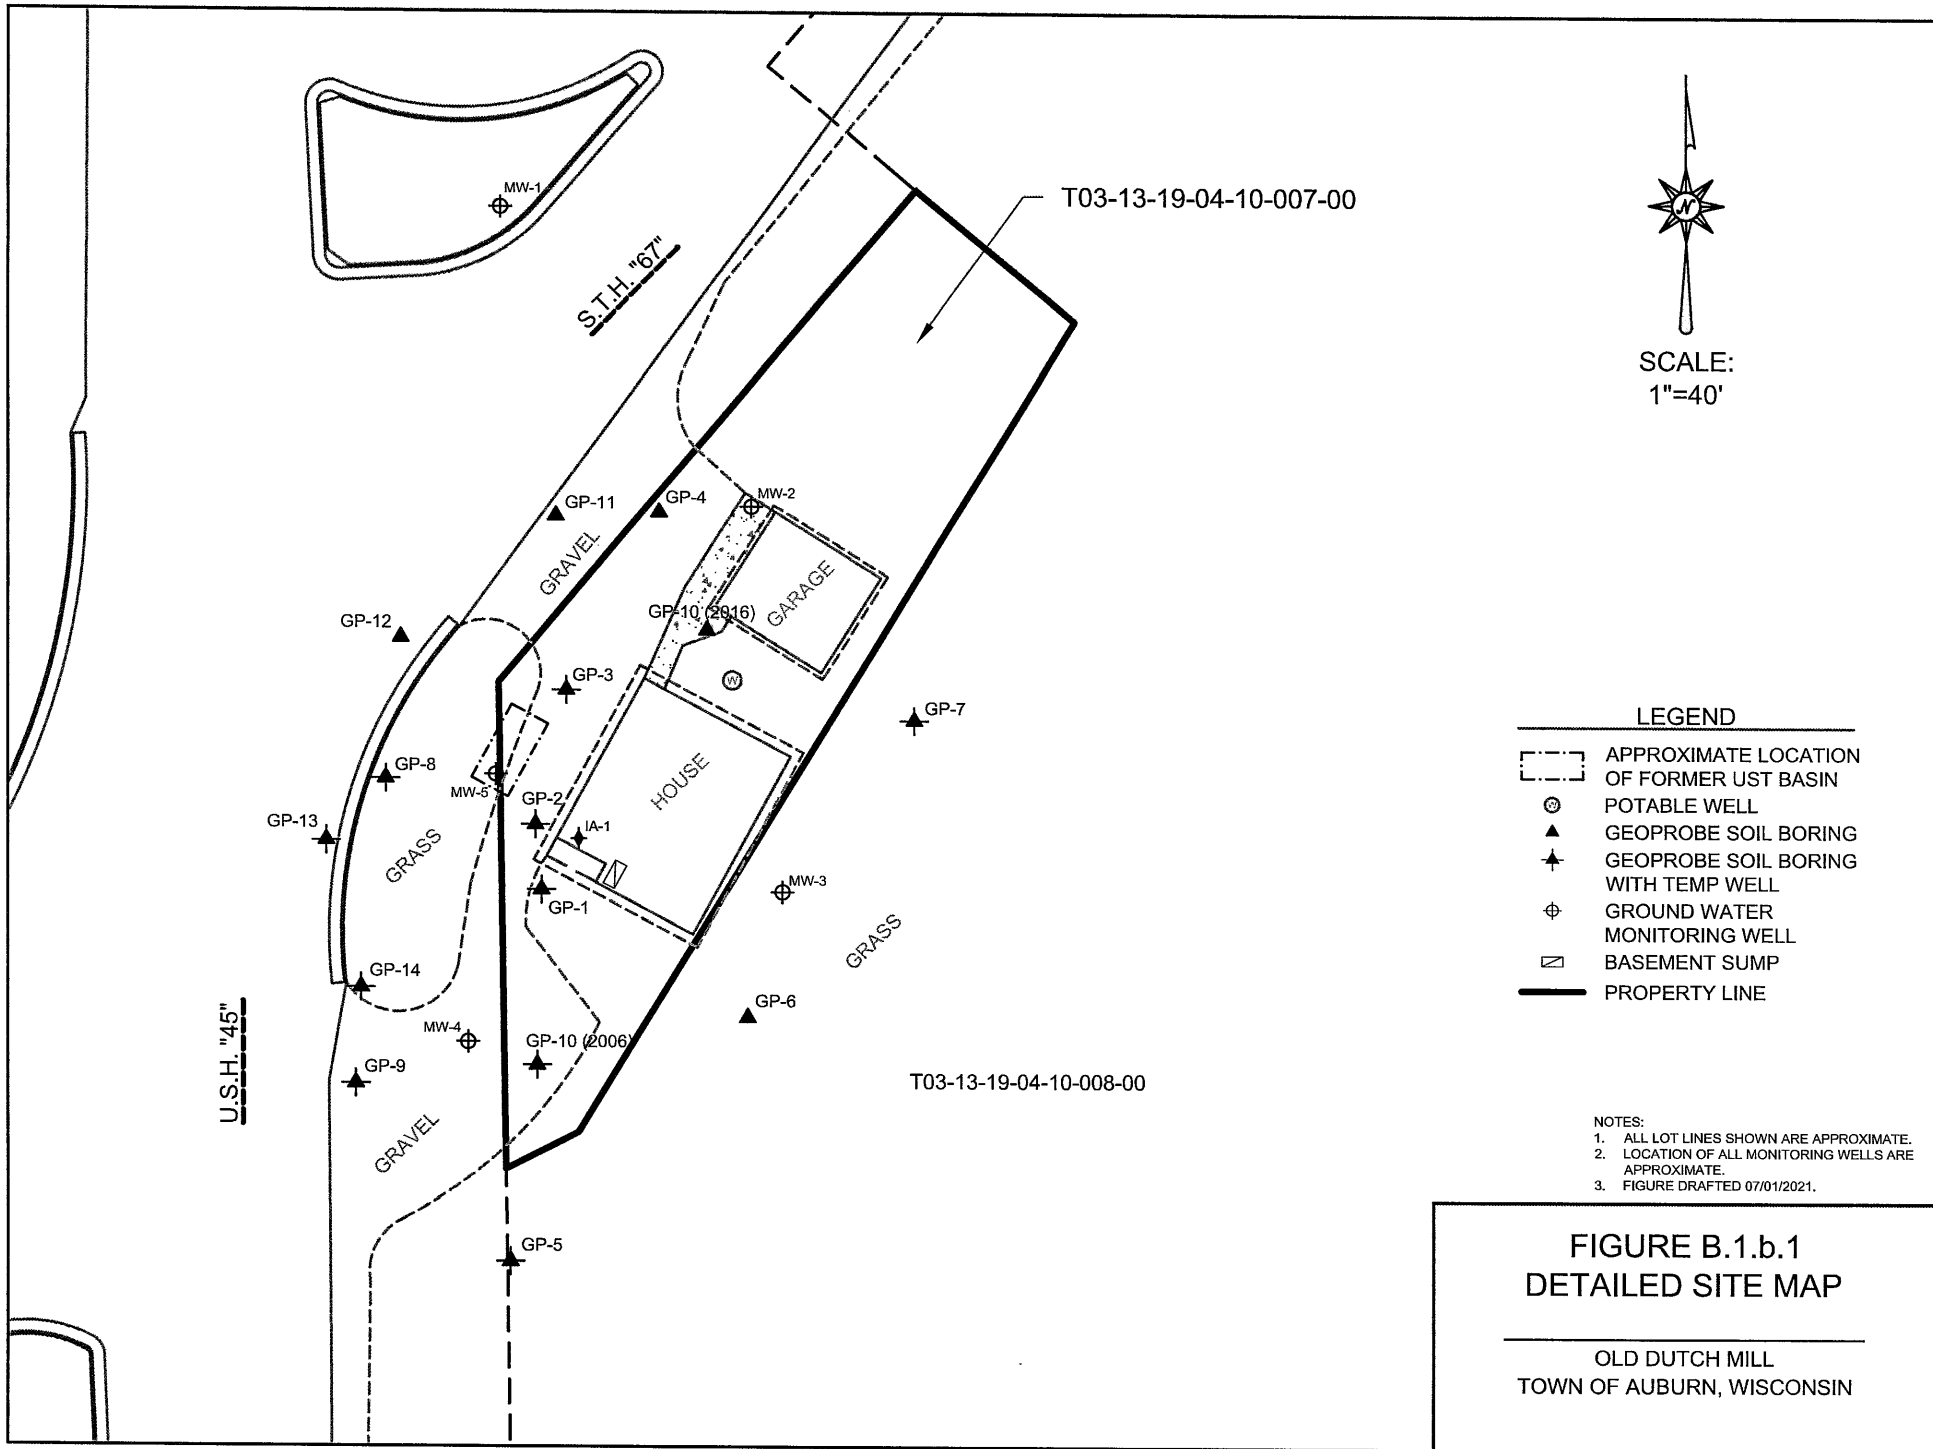 MW-1
S.T.H. "67"
T03-13-19-04-10-007-00
N
SCALE:
1"=40'
GP-11
GP-4
MW-2
GRAVEL
GARAGE
GP-10 (2016)
GP-12
GP-3
W
GP-7
GP-8
MW-5
HOUSE
GP-2
IA-1
GP-13
GRASS
MW-3
GP-1
GRASS
GP-14
GP-6
U.S.H. "45"
MW-4
GP-10 (2006)
GP-9
T03-13-19-04-10-008-00
GRAVEL
GP-5
LEGEND
APPROXIMATE LOCATION
OF FORMER UST BASIN
W
POTABLE WELL
GEOPROBE SOIL BORING
GEOPROBE SOIL BORING
WITH TEMP WELL
GROUND WATER
MONITORING WELL
BASEMENT SUMP
PROPERTY LINE
NOTES:
1. ALL LOT LINES SHOWN ARE APPROXIMATE.
2. LOCATION OF ALL MONITORING WELLS ARE
APPROXIMATE.
3. FIGURE DRAFTED 07/01/2021.
FIGURE B.1.b.1
DETAILED SITE MAP
OLD DUTCH MILL
TOWN OF AUBURN, WISCONSIN